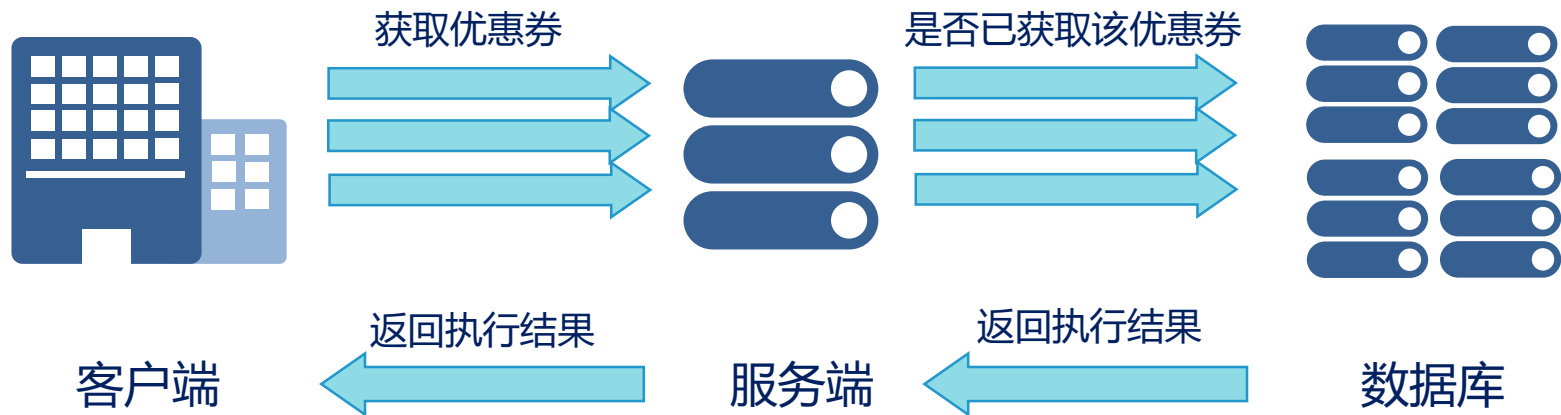 获取优惠券
是否已获取该优惠券
返回执行结果
返回执行结果
客户端
服务端
数据库